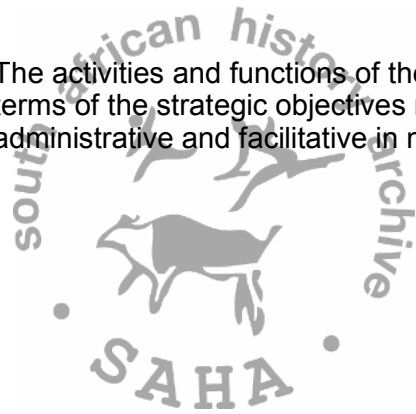 south african history archive
The activities and functions of the
terms of the strategic objectives
administrative and facilitative in
SAHA